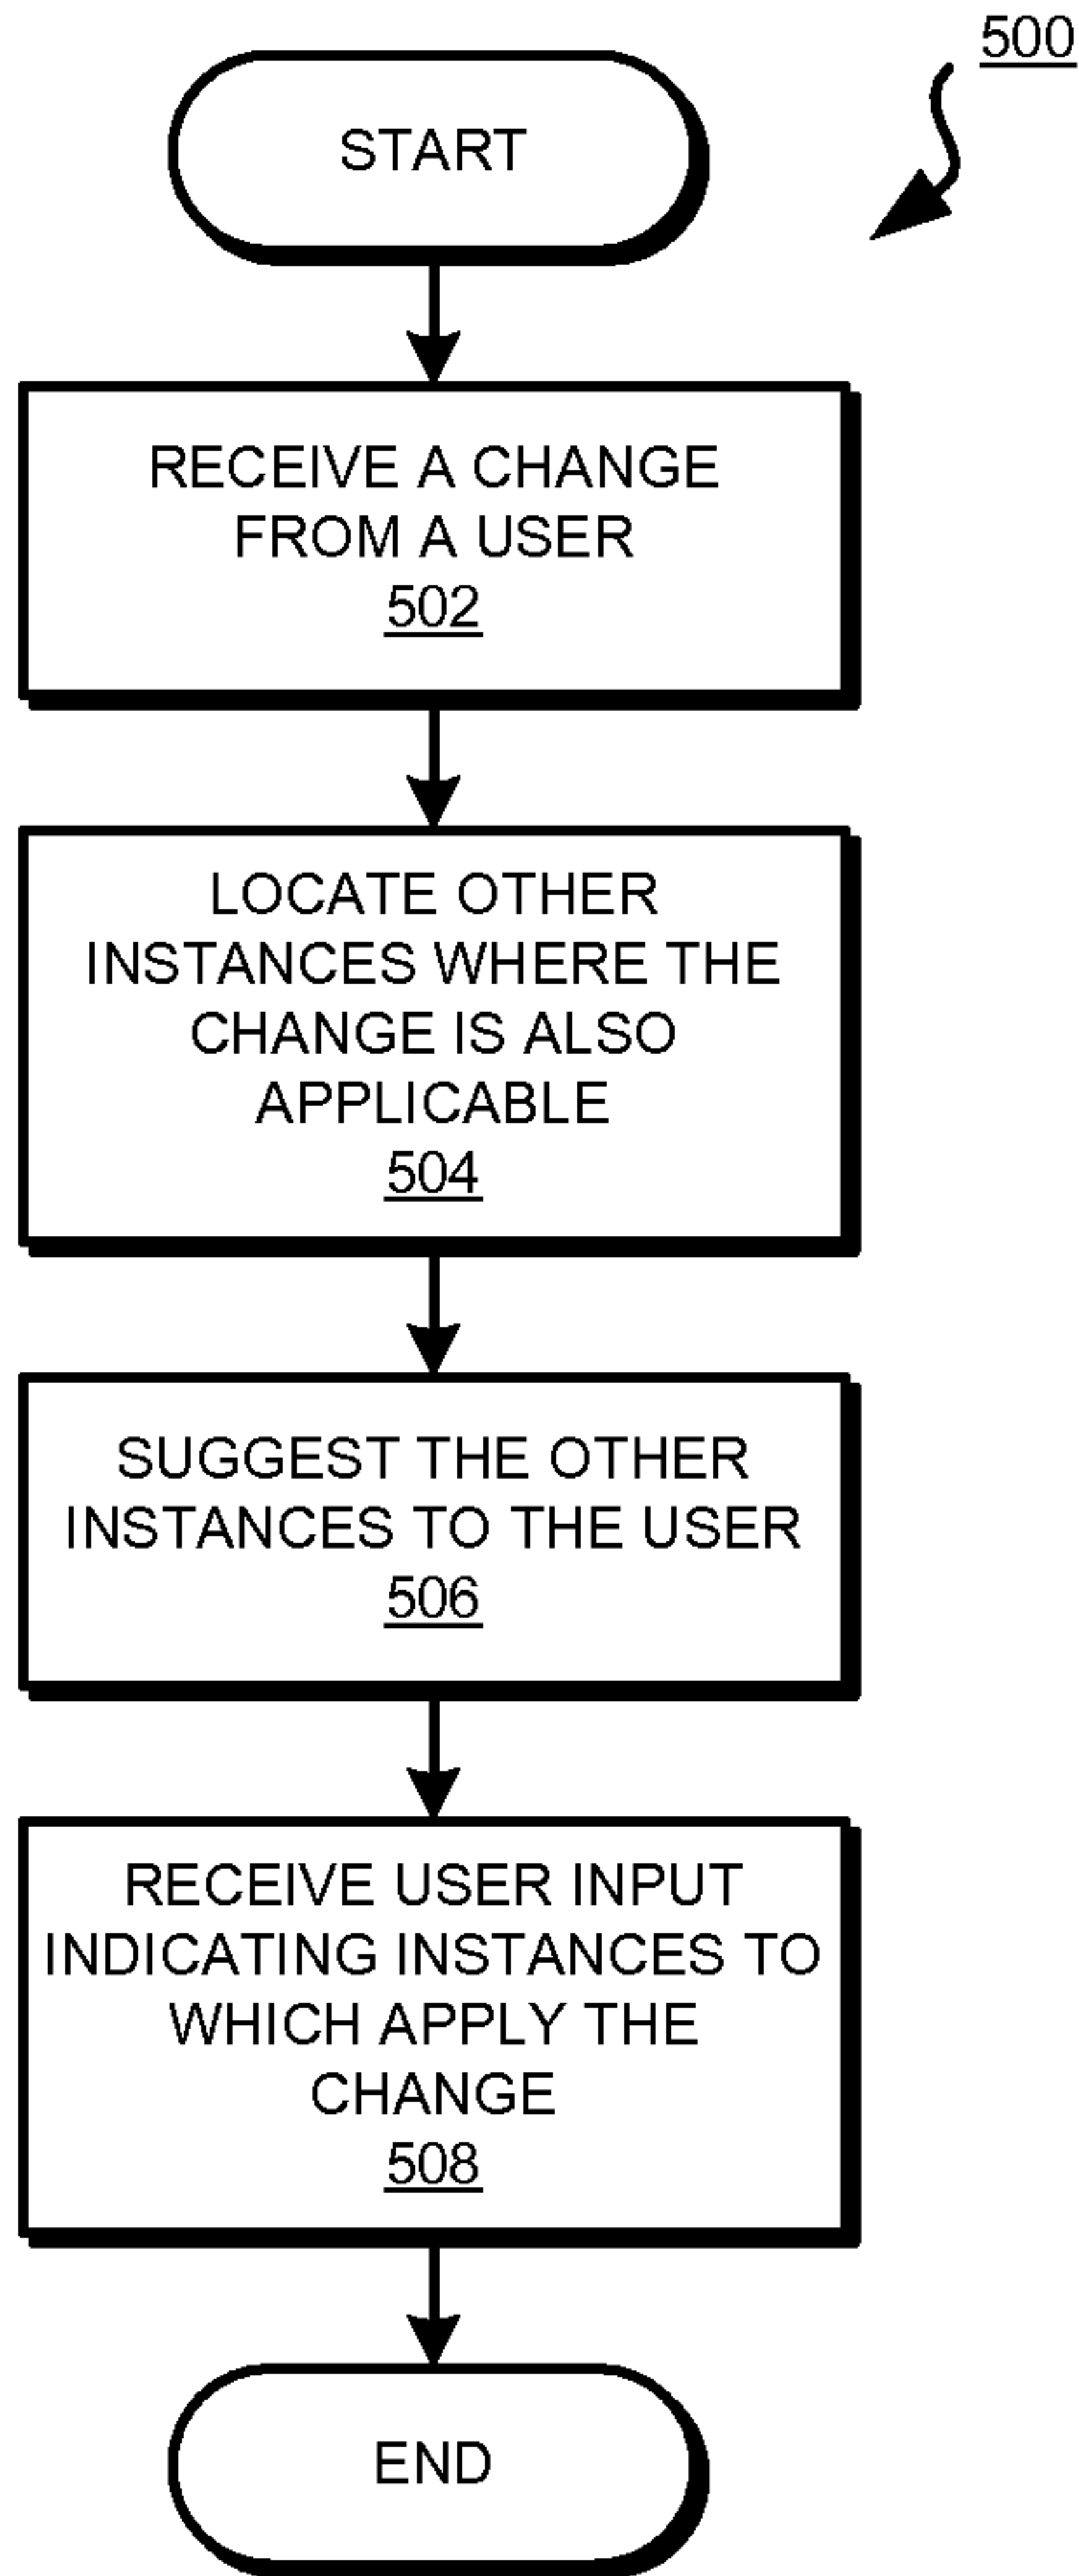 500
START
RECEIVE A CHANGE
FROM A USER
502
LOCATE OTHER
INSTANCES WHERE THE
CHANGE IS ALSO
APPLICABLE
504
SUGGEST THE OTHER
INSTANCES TO THE USER
506
RECEIVE USER INPUT
INDICATING INSTANCES TO
WHICH APPLY THE
CHANGE
508
END